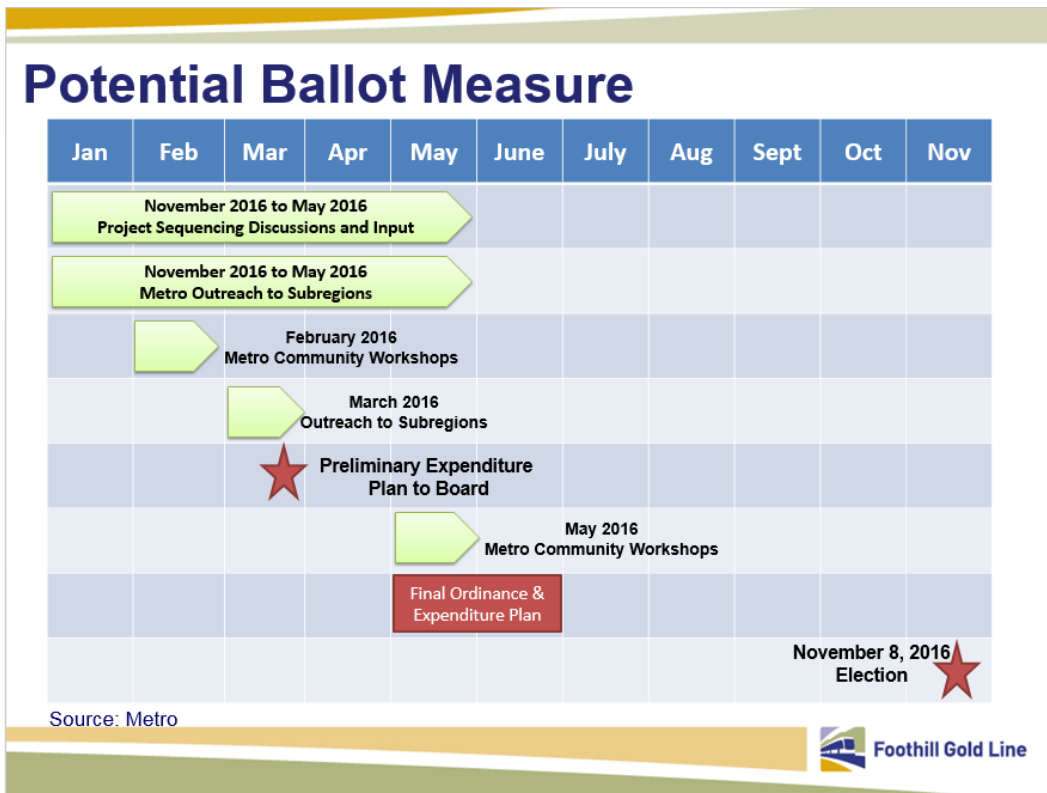 Potential Ballot Measure
Jan Feb Mar Apr May June July Aug Sept Oct Nov
November 2016 to May 2016
Project Sequencing Discussions and Input
November 2016 to May 2016
Metro Outreach to Subregions
February 2016
Metro Community Workshops
March 2016
Outreach to Subregions
Preliminary Expenditure
Plan to Board
May 2016
Metro Community Workshops
Final Ordinance &
Expenditure Plan
November 8, 2016
Election
Source: Metro
Foothill Gold Line